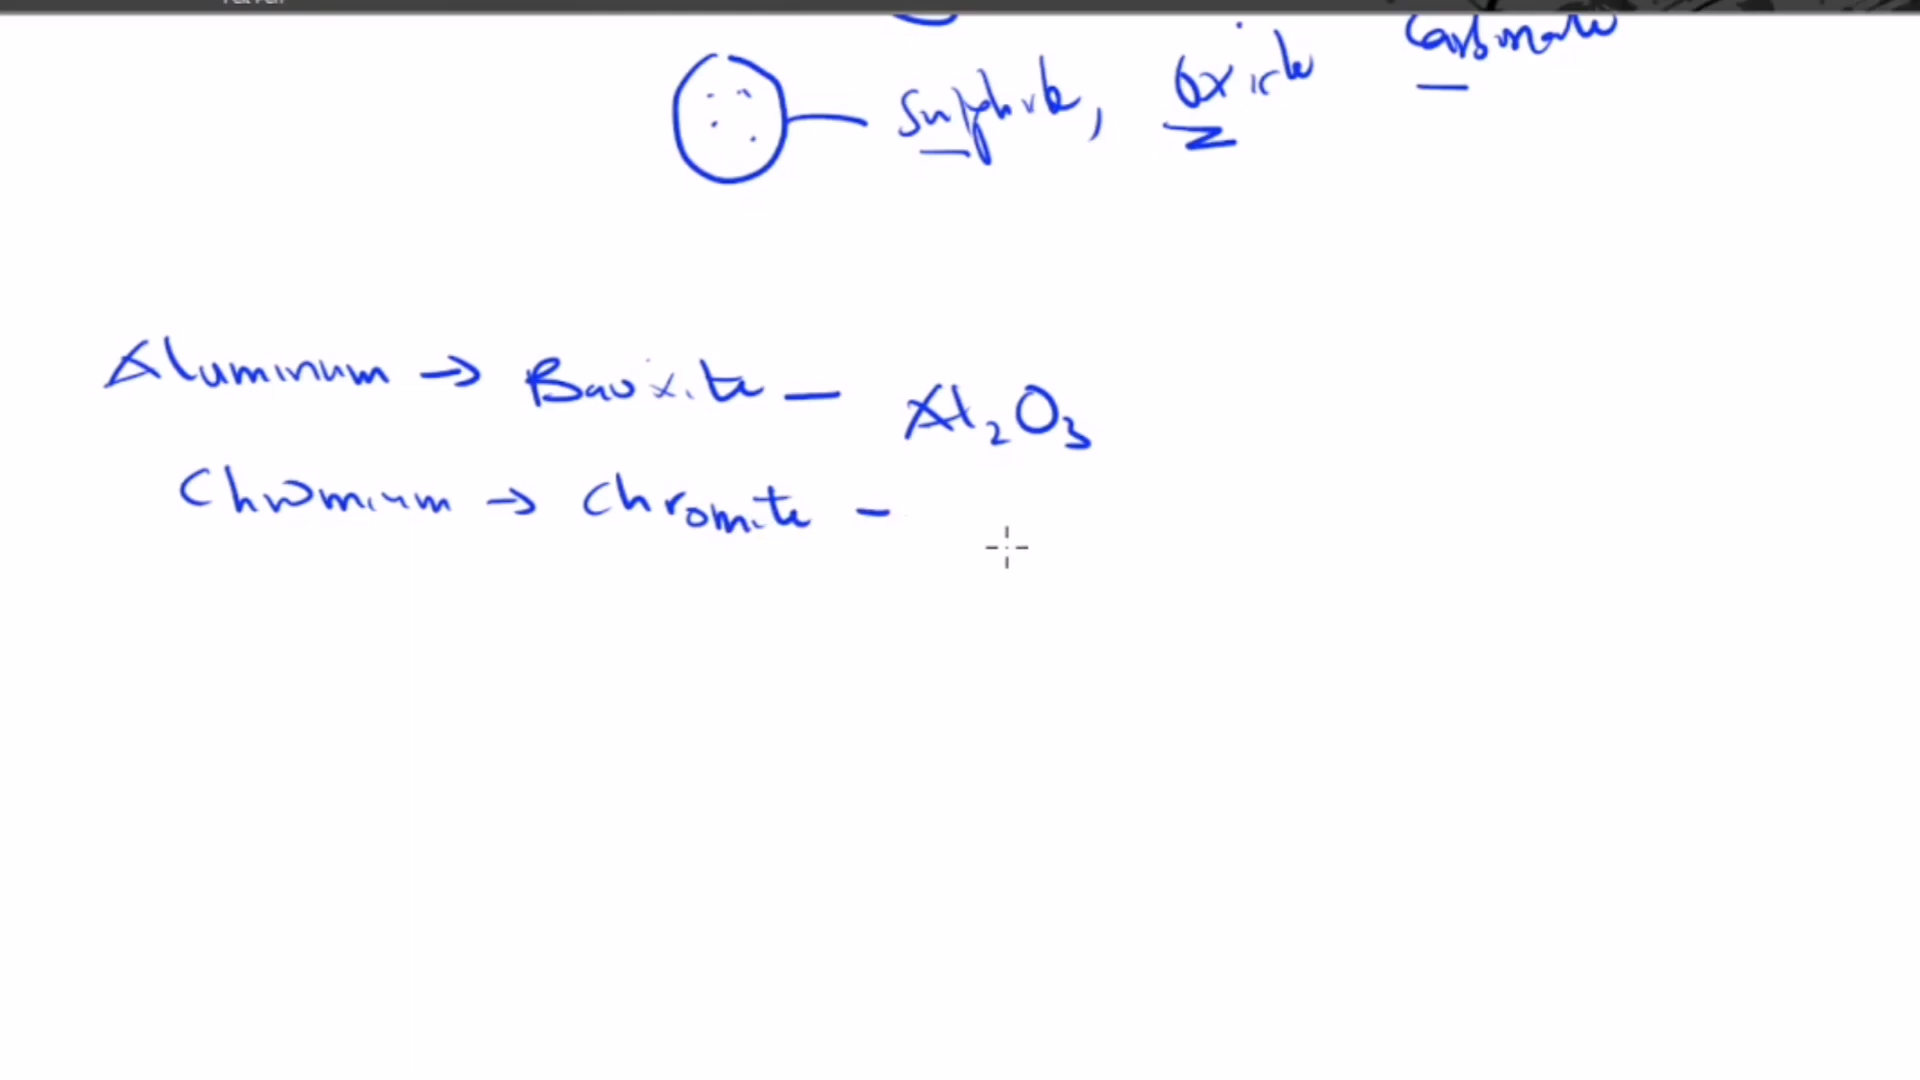 Sulphide, Oxide Carbonate
Aluminum → Bauxite — Al₂O₃
Chromium → Chromite -